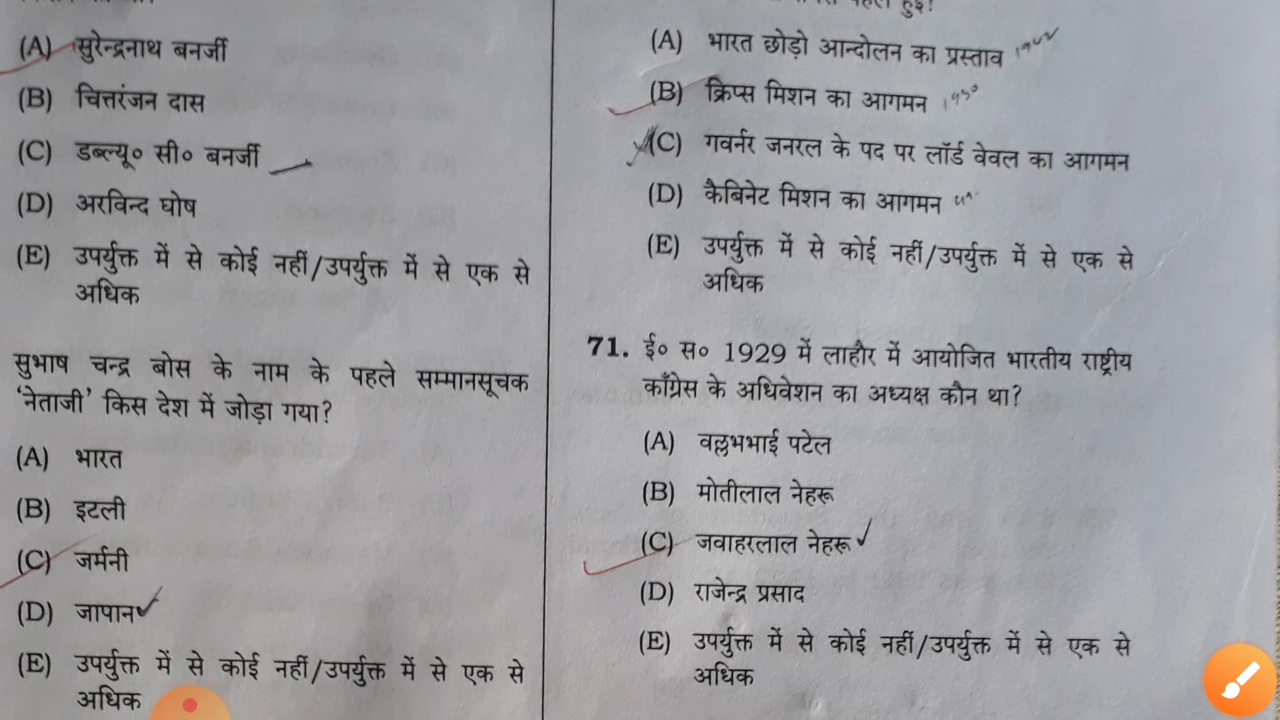 (A) सुरेन्द्रनाथ बनर्जी
(B) चित्तरंजन दास
(C) डब्ल्यू० सी० बनर्जी
(D) अरविन्द घोष
(E) उपर्युक्त में से कोई नहीं/उपर्युक्त में से एक से
अधिक
सुभाष चन्द्र बोस के नाम के पहले सम्मानसूचक
'नेताजी' किस देश में जोड़ा गया?
(A) भारत
(B) इटली
(C) जर्मनी
(D) जापान
(E) उपर्युक्त में से कोई नहीं/उपर्युक्त में से एक से
अधिक
हुई?
(A) भारत छोड़ो आन्दोलन का प्रस्ताव
(B) क्रिप्स मिशन का आगमन
(C) गवर्नर जनरल के पद पर लॉर्ड वेवल का आगमन
(D) कैबिनेट मिशन का आगमन
(E) उपर्युक्त में से कोई नहीं/उपर्युक्त में से एक से
अधिक
71. ई० स० 1929 में लाहौर में आयोजित भारतीय राष्ट्रीय
काँग्रेस के अधिवेशन का अध्यक्ष कौन था?
(A) वल्लभभाई पटेल
(B) मोतीलाल नेहरू
(C) जवाहरलाल नेहरू
(D) राजेन्द्र प्रसाद
(E) उपर्युक्त में से कोई नहीं/उपर्युक्त में से एक से
अधिक